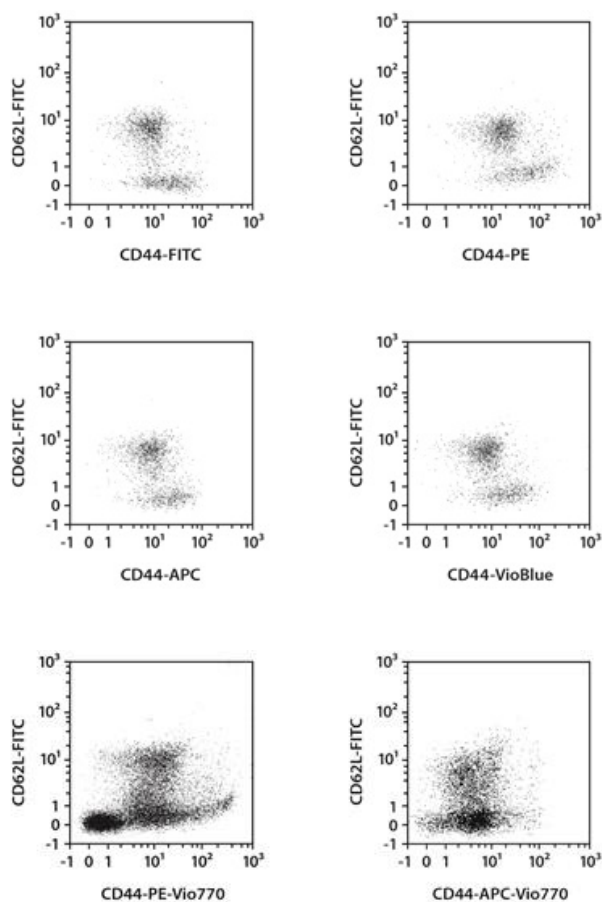 10³ 10³
10² 10²
CD62L-FITC CD62L-FITC
10¹ 10¹
1 1
0 0
-1 -1
-1 0 1 10¹ 10² 10³ -1 0 1 10¹ 10² 10³
CD44-FITC CD44-PE
10³ 10³
10² 10²
CD62L-FITC CD62L-FITC
10¹ 10¹
1 1
0 0
-1 -1
-1 0 1 10¹ 10² 10³ -1 0 1 10¹ 10² 10³
CD44-APC CD44-VioBlue
10³ 10³
10² 10²
CD62L-FITC CD62L-FITC
10¹ 10¹
1 1
0 0
-1 -1
-1 0 1 10¹ 10² 10³ -1 0 1 10¹ 10² 10³
CD44-PE-Vio770 CD44-APC-Vio770